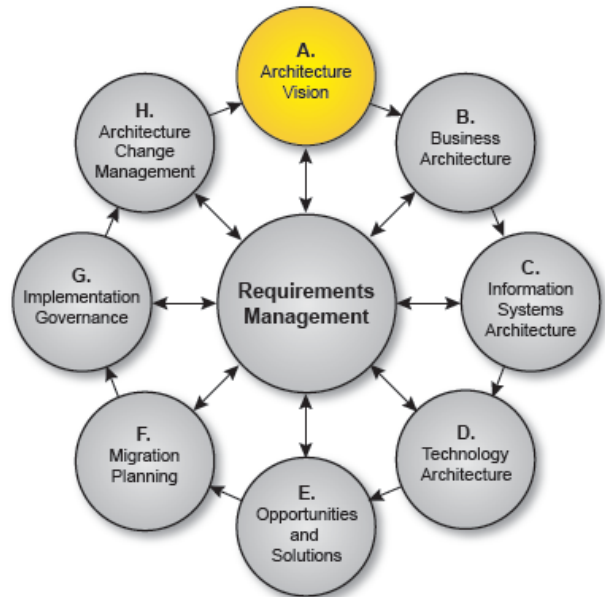 A.
Architecture
Vision
B.
Business
Architecture
C.
Information
Systems
Architecture
D.
Technology
Architecture
E.
Opportunities
and
Solutions
F.
Migration
Planning
G.
Implementation
Governance
H.
Architecture
Change
Management
Requirements
Management